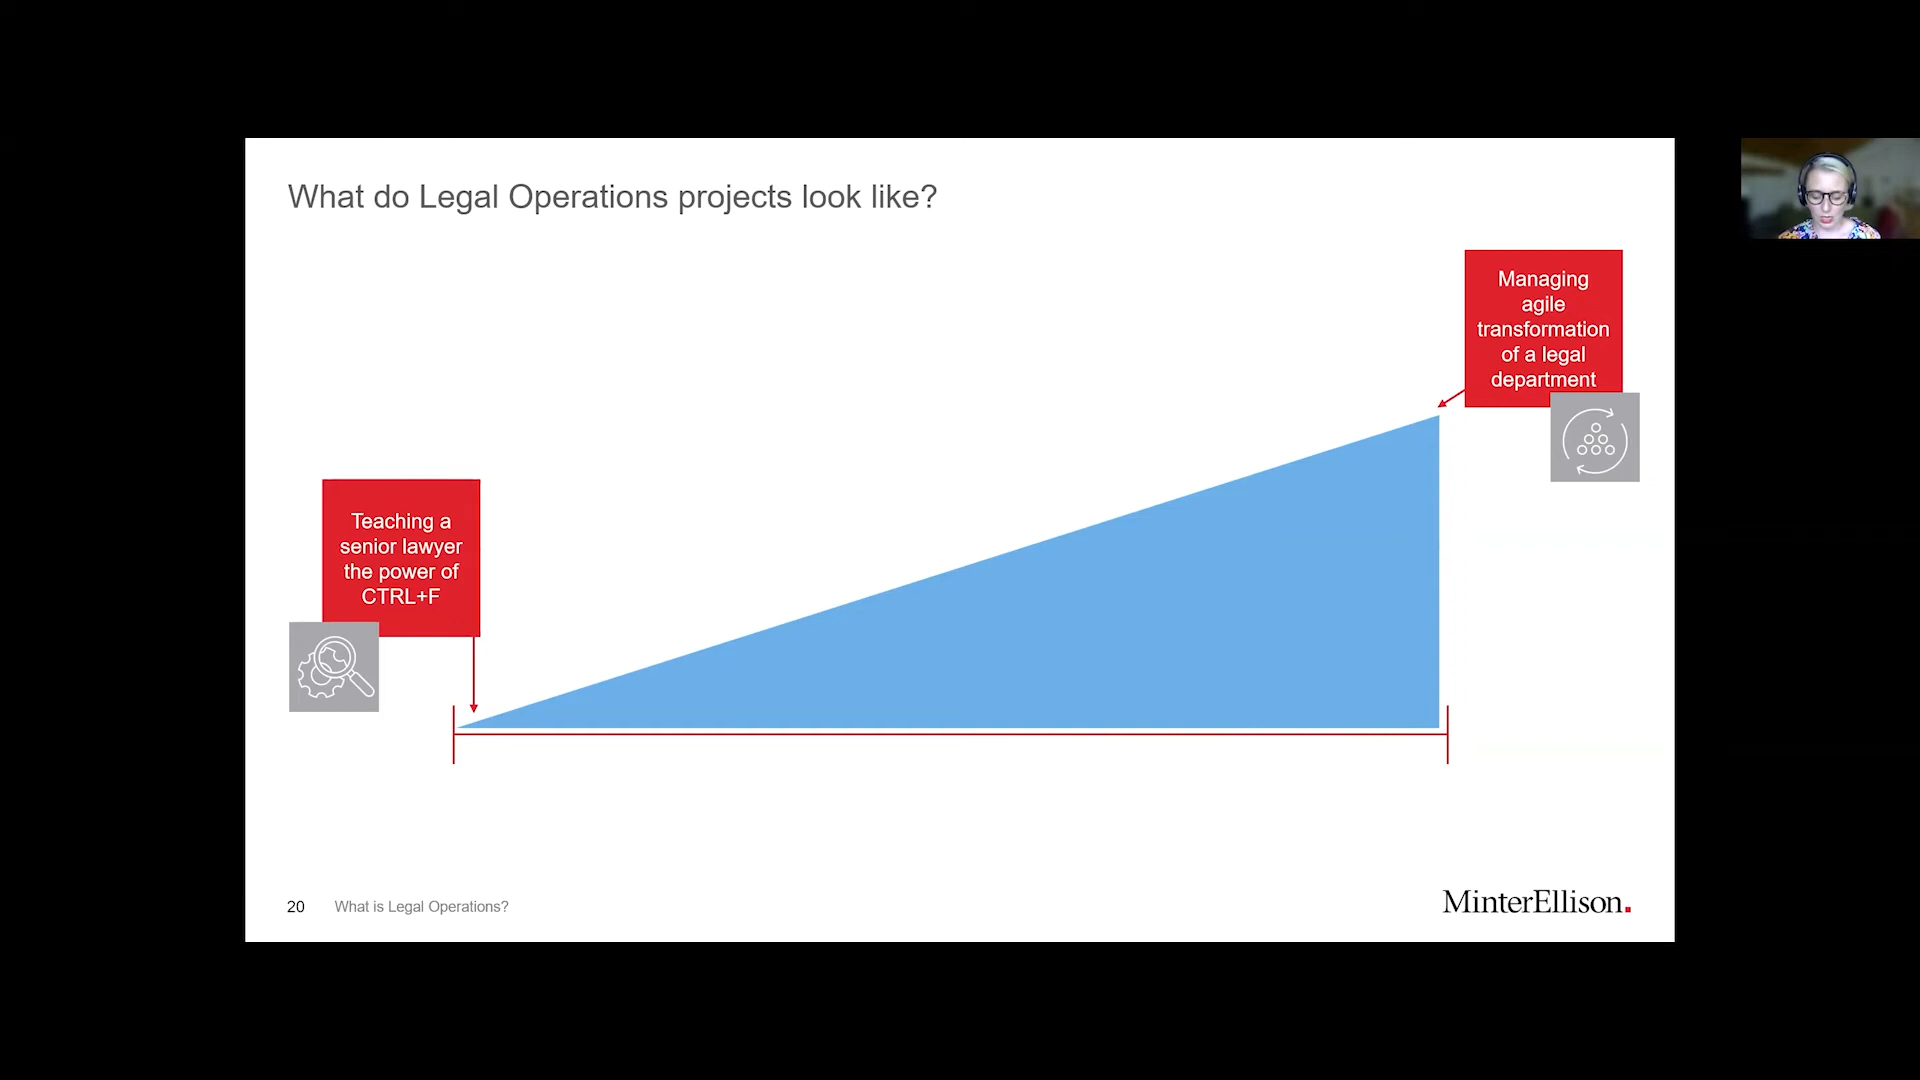 What do Legal Operations projects look like?
Managing
agile
transformation
of a legal
department
Teaching a
senior lawyer
the power of
CTRL+F
20 What is Legal Operations?
MinterEllison.